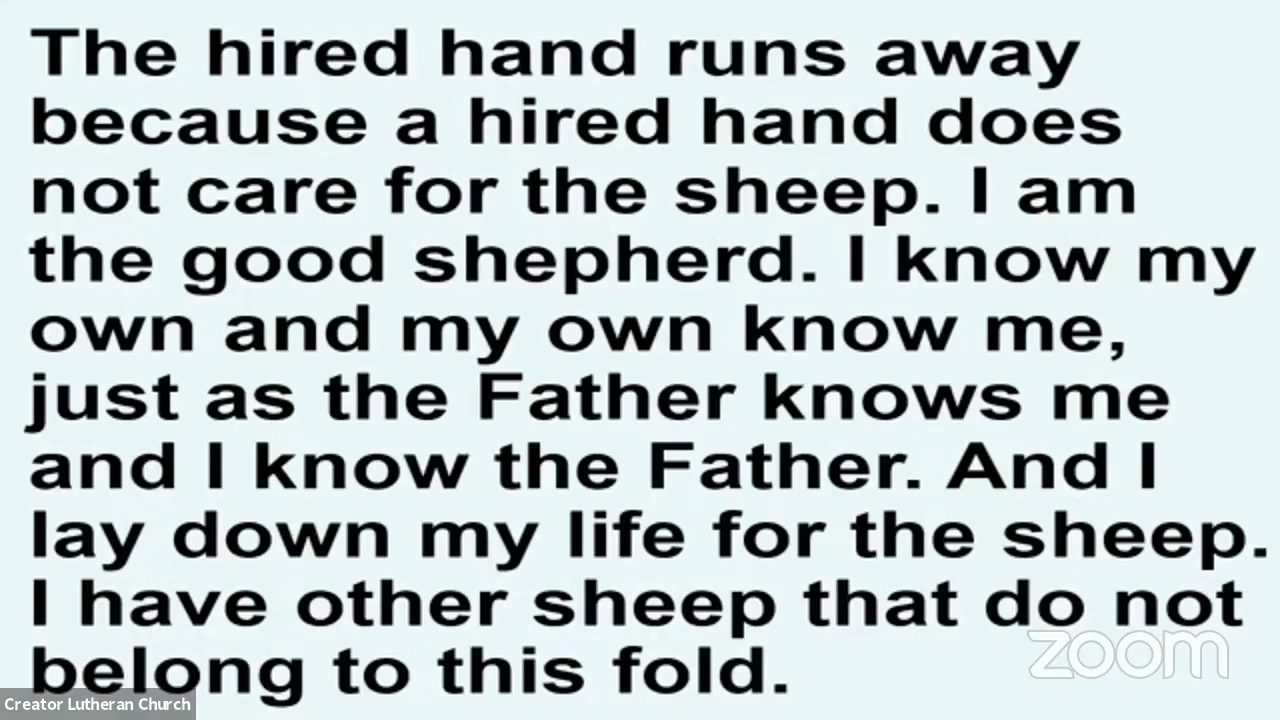 The hired hand runs away
because a hired hand does
not care for the sheep. I am
the good shepherd. I know my
own and my own know me,
just as the Father knows me
and I know the Father. And I
lay down my life for the sheep.
I have other sheep that do not
belong to this fold.
zoom
Creator Lutheran Church